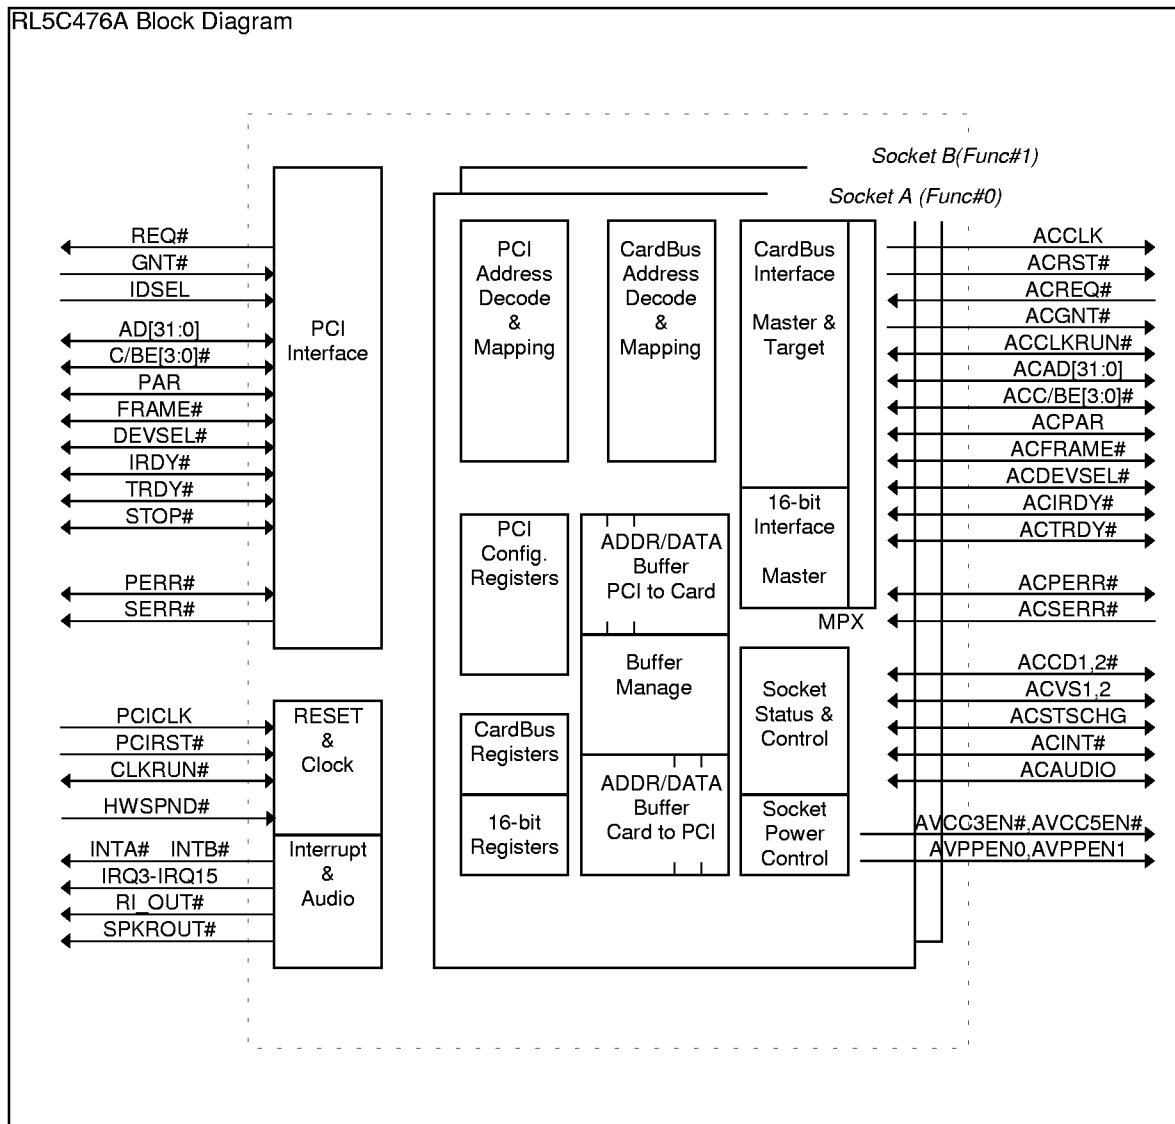 RL5C476A Block Diagram
Socket B(Func#1)
Socket A (Func#0)
REQ#
GNT#
IDSEL
AD[31:0]
C/BE[3:0]#
PAR
FRAME#
DEVSEL#
IRDY#
TRDY#
STOP#
PERR#
SERR#
PCICLK
PCIRST#
CLKRUN#
HWSPND#
INTA# INTB#
IRQ3-IRQ15
RI_OUT#
SPKROUT#
PCI
Interface
RESET
&
Clock
Interrupt
&
Audio
PCI
Address
Decode
&
Mapping
CardBus
Address
Decode
&
Mapping
CardBus
Interface
Master &
Target
16-bit
Interface
Master
MPX
PCI
Config.
Registers
ADDR/DATA
Buffer
PCI to Card
Buffer
Manage
ADDR/DATA
Buffer
Card to PCI
CardBus
Registers
16-bit
Registers
Socket
Status &
Control
Socket
Power
Control
ACCLK
ACRST#
ACREQ#
ACGNT#
ACCLKRUN#
ACAD[31:0]
ACC/BE[3:0]#
ACPAR
ACFRAME#
ACDEVSEL#
ACIRDY#
ACTRDY#
ACPERR#
ACSERR#
ACCD1,2#
ACVS1,2
ACSTSCHG
ACINT#
ACAUDIO
AVCC3EN#,AVCC5EN#
AVPPEN0,AVPPEN1